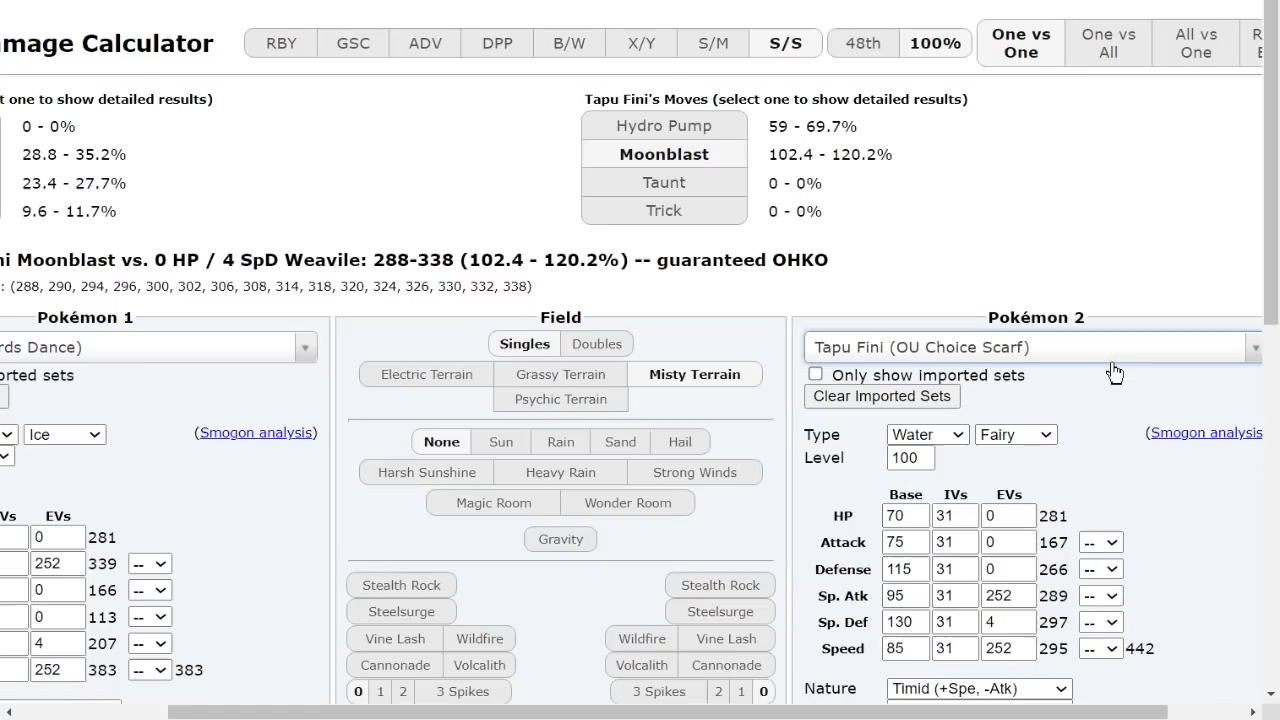 mage Calculator
RBY GSC ADV DPP B/W X/Y S/M S/S 48th 100% One vs One One vs All All vs One R E
t one to show detailed results) Tapu Fini's Moves (select one to show detailed results)
0 - 0% Hydro Pump 59 - 69.7%
28.8 - 35.2% Moonblast 102.4 - 120.2%
23.4 - 27.7% Taunt 0 - 0%
9.6 - 11.7% Trick 0 - 0%
ni Moonblast vs. 0 HP / 4 SpD Weavile: 288-338 (102.4 - 120.2%) -- guaranteed OHKO
: (288, 290, 294, 296, 300, 302, 306, 308, 314, 318, 320, 324, 326, 330, 332, 338)
Pokémon 1
rds Dance)
orted sets
Ice (Smogon analysis)
Vs EVs
0 281
252 339 --
0 166 --
0 113 --
4 207 --
252 383 -- 383
Field
Singles Doubles
Electric Terrain Grassy Terrain Misty Terrain
Psychic Terrain
None Sun Rain Sand Hail
Harsh Sunshine Heavy Rain Strong Winds
Magic Room Wonder Room
Gravity
Stealth Rock Stealth Rock
Steelsurge Steelsurge
Vine Lash Wildfire Wildfire Vine Lash
Cannonade Volcalith Volcalith Cannonade
0 1 2 3 Spikes 3 Spikes 2 1 0
Pokémon 2
Tapu Fini (OU Choice Scarf)
Only show imported sets
Clear Imported Sets
Type Water Fairy (Smogon analysis
Level 100
Base IVs EVs
HP 70 31 0 281
Attack 75 31 0 167 --
Defense 115 31 0 266 --
Sp. Atk 95 31 252 289 --
Sp. Def 130 31 4 297 --
Speed 85 31 252 295 -- 442
Nature Timid (+Spe, -Atk)